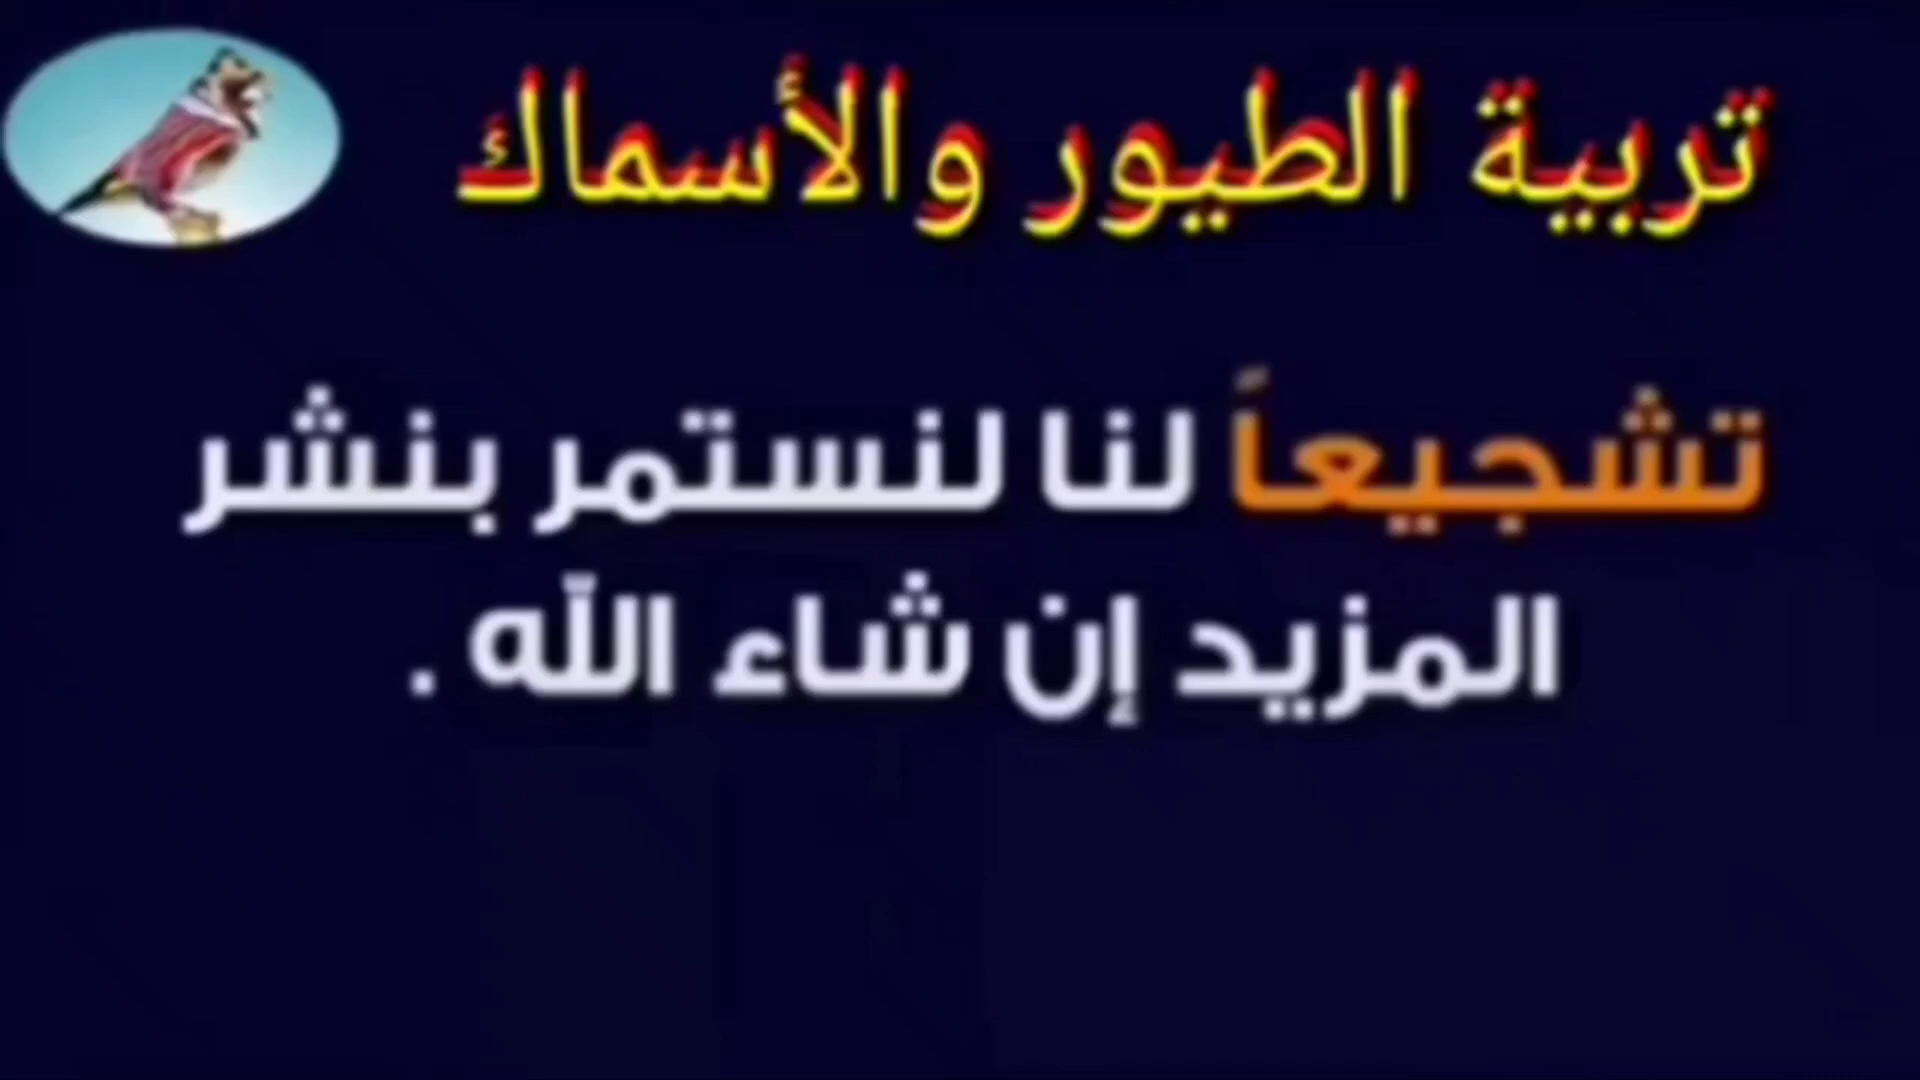 تربية الطيور والأسماك
تشجيعاً لنا لنستمر بنشر
المزيد إن شاء الله .